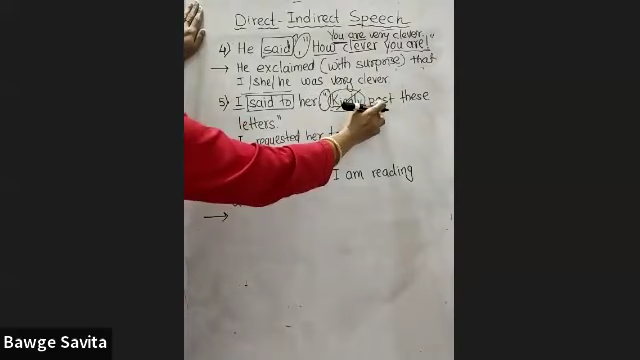 Direct-Indirect Speech
You are very clever.
4) He said, "How clever you are!"
→ He exclaimed (with surprise) that
I/she/he was very clever.
5) I said to her "Kindly post these
letters."
I requested her to
I am reading
→
Bawge Savita